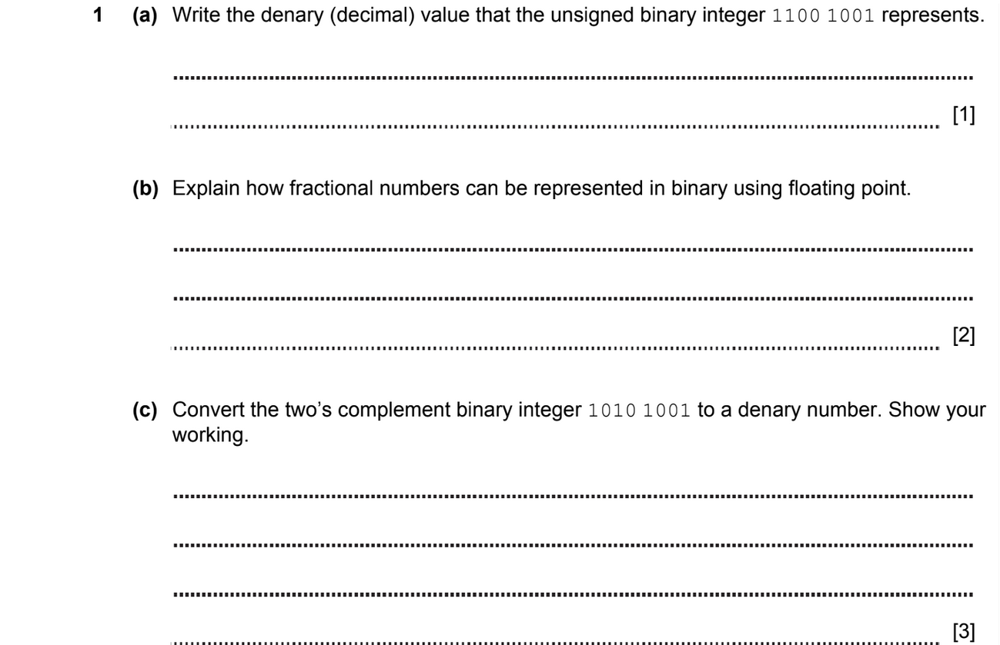 1 (a) Write the denary (decimal) value that the unsigned binary integer 1100 1001 represents.
[1]
(b) Explain how fractional numbers can be represented in binary using floating point.
[2]
(c) Convert the two’s complement binary integer 1010 1001 to a denary number. Show your
working.
[3]